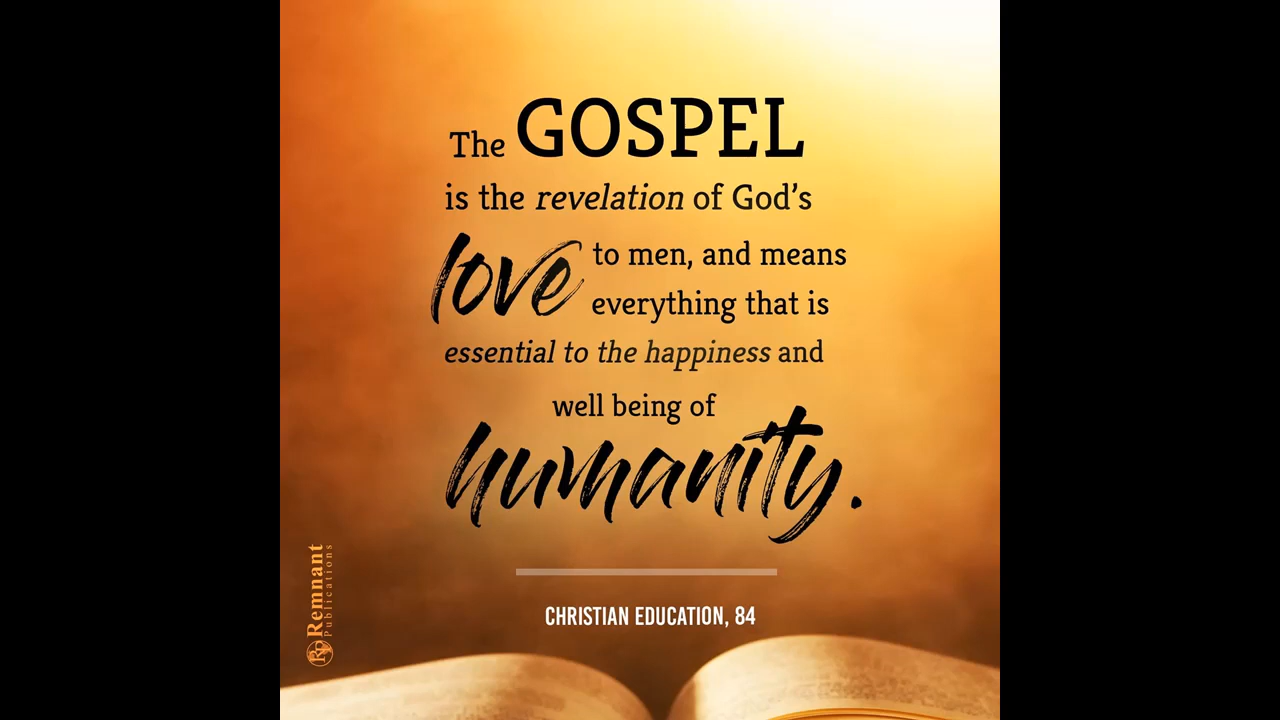 The GOSPEL
is the revelation of God's
love to men, and means
everything that is
essential to the happiness and
well being of
humanity.
CHRISTIAN EDUCATION, 84
Remnant
Publications